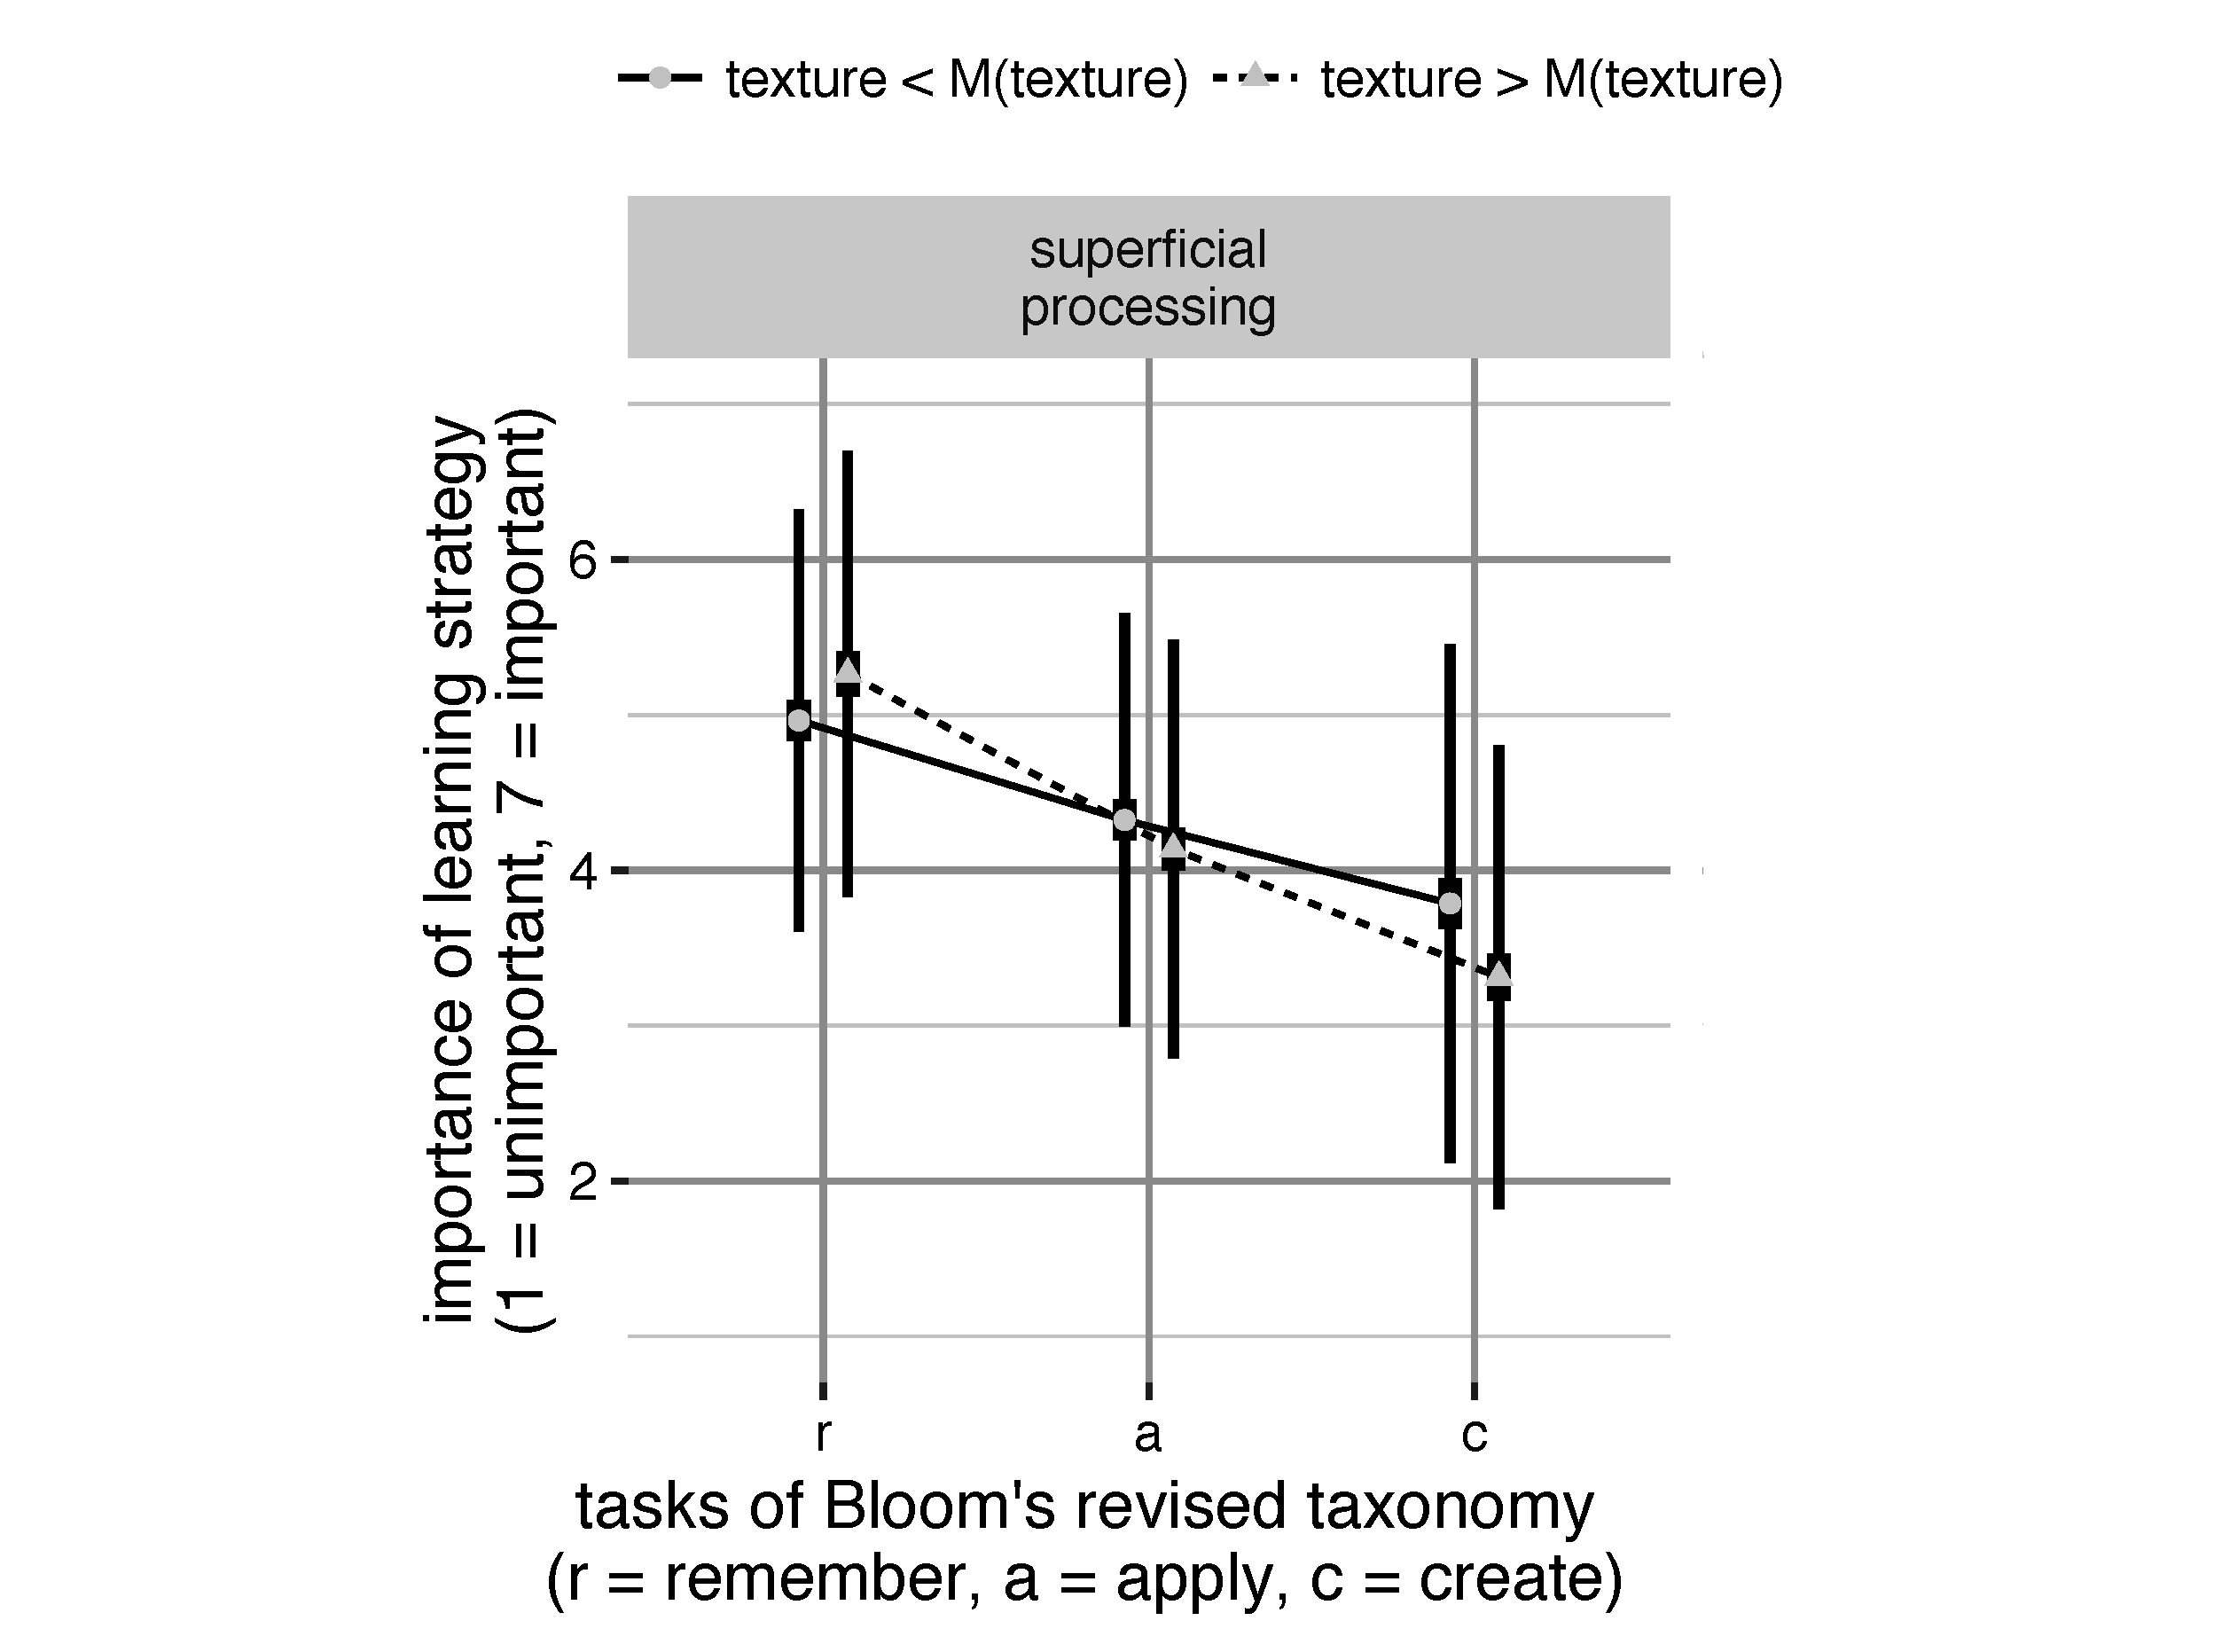 texture < M(texture) texture > M(texture)
superficial
processing
importance of learning strategy
(1 = unimportant, 7 = important)
6
4
2
r a c
tasks of Bloom's revised taxonomy
(r = remember, a = apply, c = create)